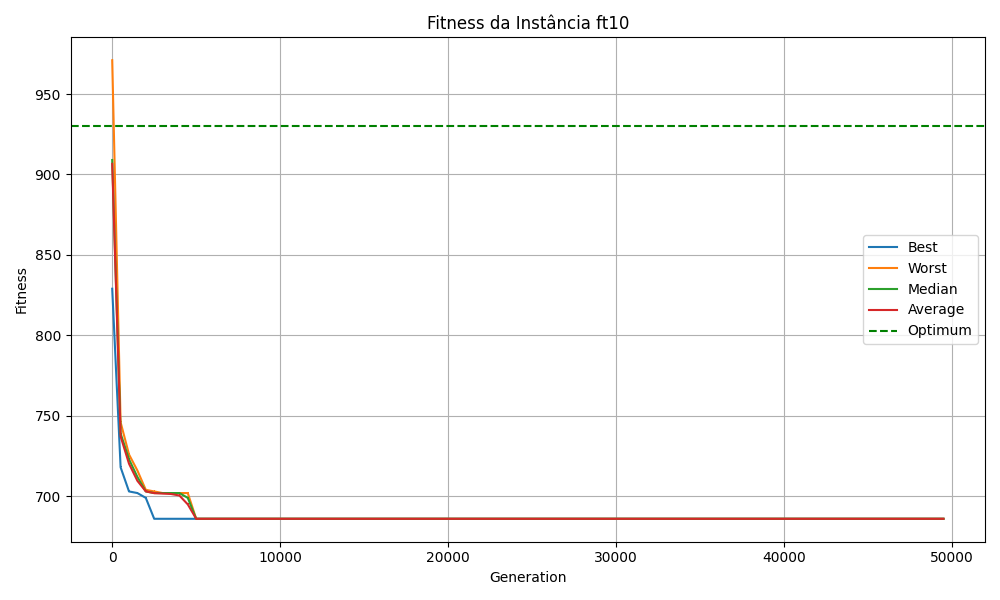 Fitness da Instância ft10
Fitness
950
900
850
800
750
700
0
10000
20000
30000
40000
50000
Generation
Best
Worst
Median
Average
Optimum